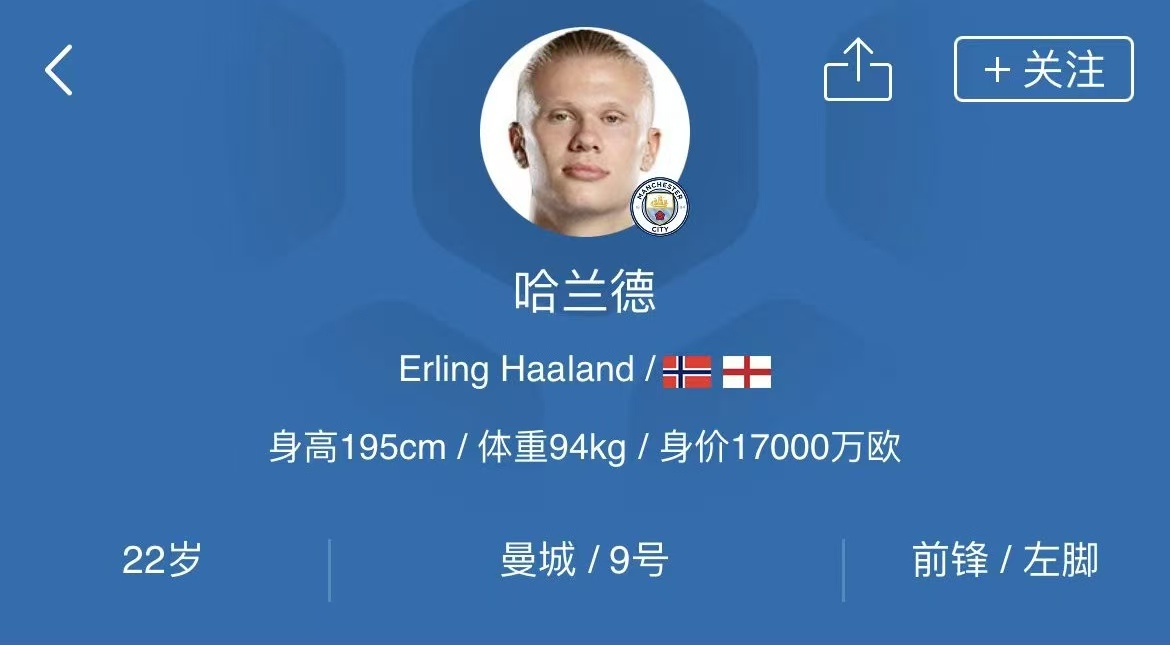 + 关注
MANCHESTER
CITY
哈兰德
Erling Haaland /
身高195cm / 体重94kg / 身价17000万欧
22岁
曼城 / 9号
前锋 / 左脚